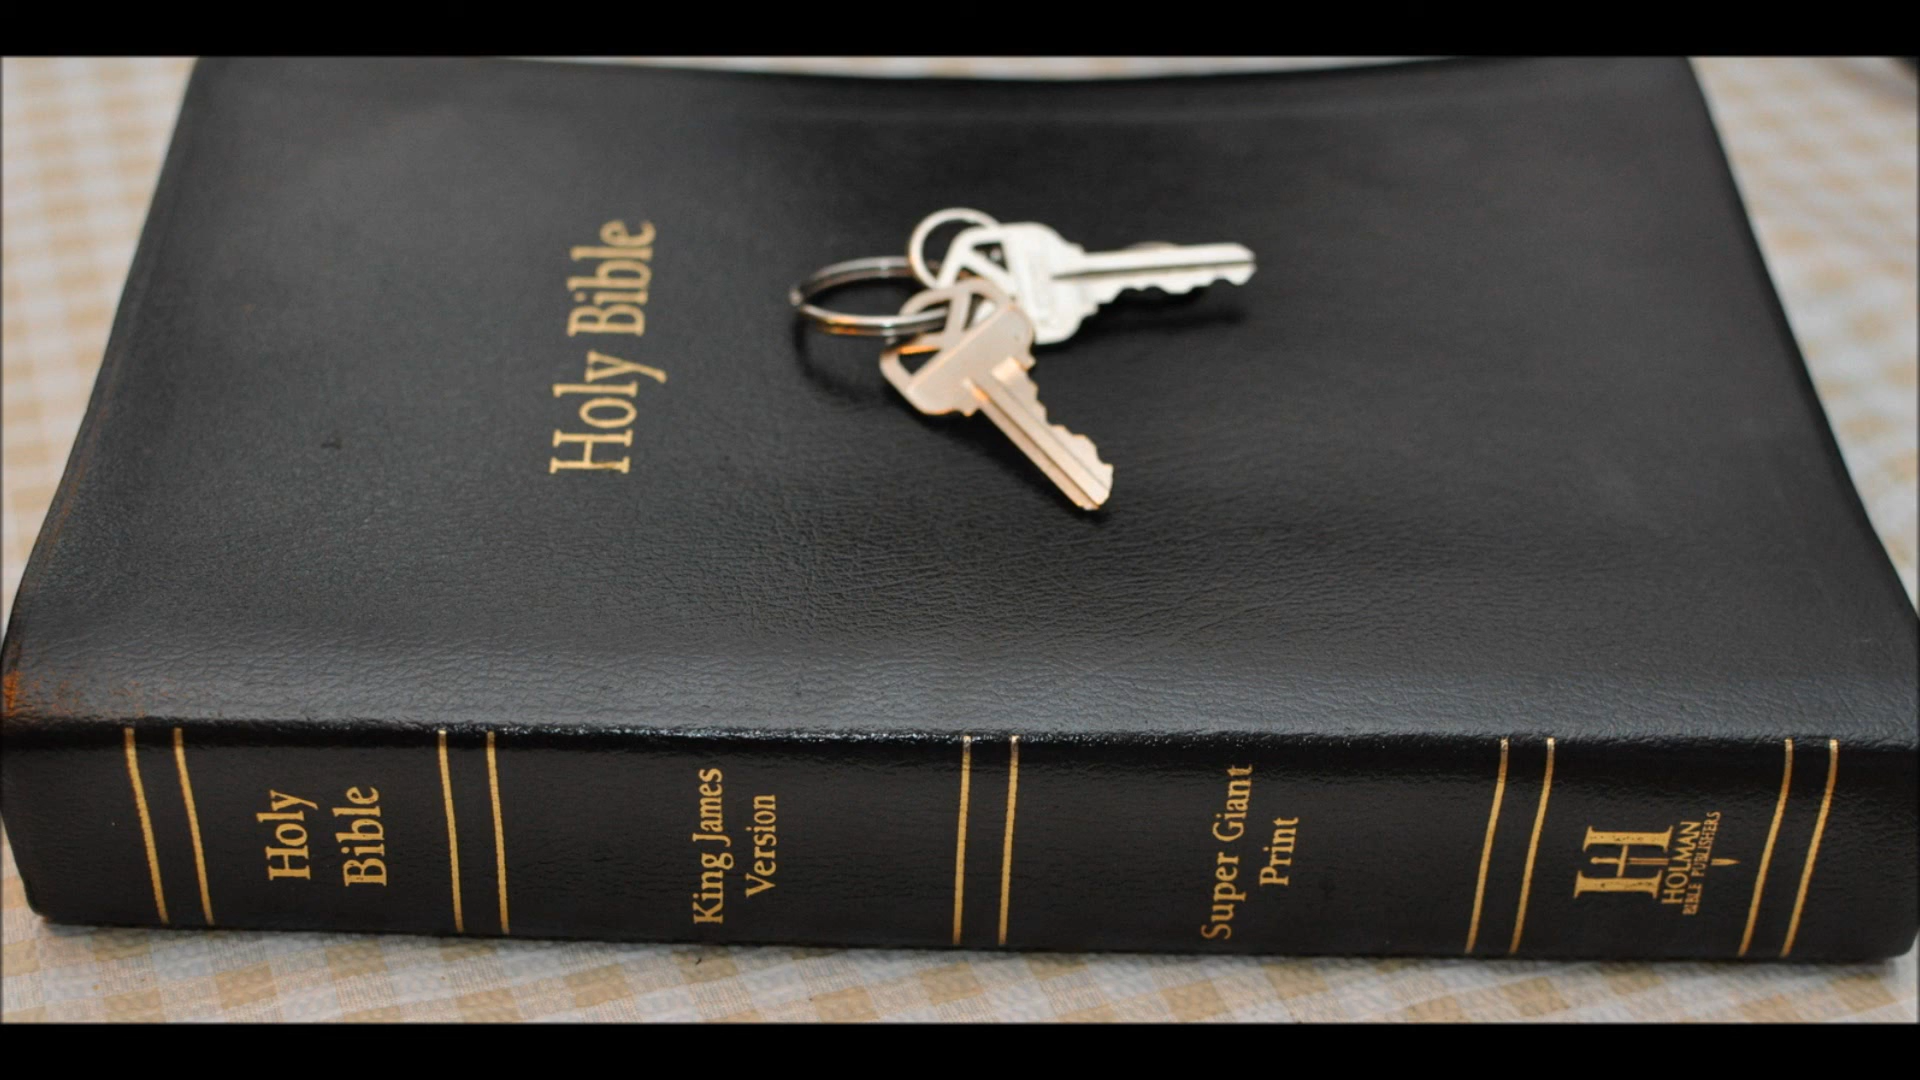 Holy Bible
Holy
Bible
King James
Version
Super Giant
Print
HOLMAN
BIBLE PUBLISHERS